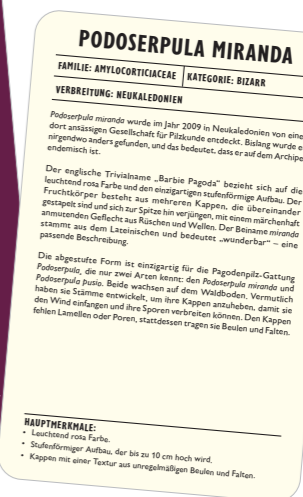 PODOSERPULA MIRANDA
FAMILIE: AMYLOCORTICIACEAE KATEGORIE: BIZARR
VERBREITUNG: NEUKALEDONIEN
Podoserpula miranda wurde im Jahr 2009 in Neukaledonien von eine
dort ansässigen Gesellschaft für Pilzkunde entdeckt. Bislang wurde e
nirgendwo anders gefunden, und das bedeutet, dass er auf dem Archipe
endemisch ist.
Der englische Trivialname „Barbie Pagoda“ bezieht sich auf die
leuchtend rosa Farbe und den einzigartigen stufenförmige Aufbau. Der
Fruchtkörper besteht aus mehreren Kappen, die übereinander
gestapelt sind und sich zur Spitze hin verjüngen, mit einem märchenhaft
anmutenden Geflecht aus Rüschen und Wellen. Der Beiname miranda
stammt aus dem Lateinischen und bedeutet „wunderbar“ – eine
passende Beschreibung.
Die abgestufte Form ist einzigartig für die Pagodenpilz-Gattung
Podoserpula, die nur zwei Arten kennt: den Podoserpula miranda und
Podoserpula pusio. Beide wachsen auf dem Waldboden. Vermutlich
haben sie Stämme entwickelt, um ihre Kappen anzuheben, damit sie
den Wind einfangen und ihre Sporen verbreiten können. Den Kappen
fehlen Lamellen oder Poren, stattdessen tragen sie Beulen und Falten.
HAUPTMERKMALE:
• Leuchtend rosa Farbe.
• Stufenförmiger Aufbau, der bis zu 10 cm hoch wird.
• Kappen mit einer Textur aus unregelmäßigen Beulen und Falten.